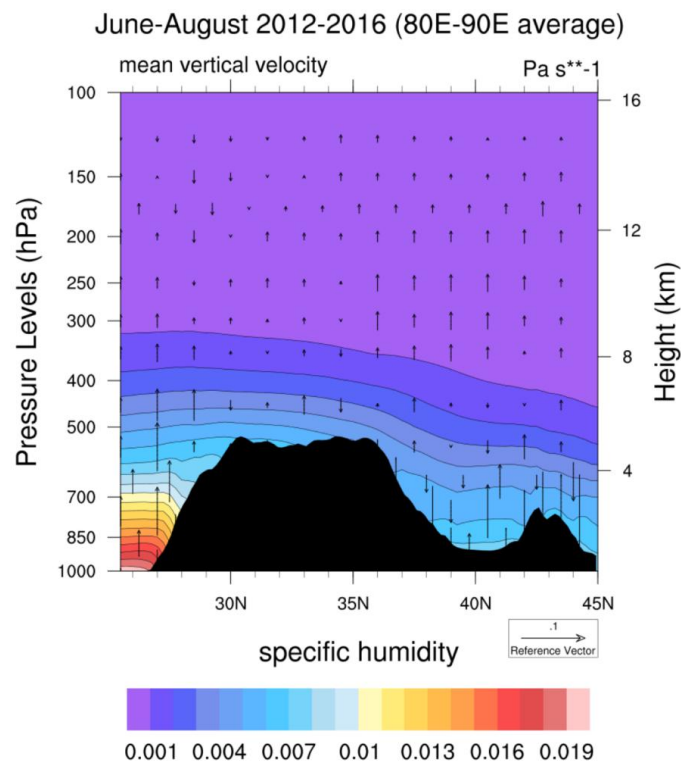 June-August 2012-2016 (80E-90E average)
mean vertical velocity Pa s**-1
Pressure Levels (hPa)
100
150
200
250
300
400
500
700
850
1000
16
12
8
4
Height (km)
30N 35N 40N 45N
.1
Reference Vector
specific humidity
0.001 0.004 0.007 0.01 0.013 0.016 0.019